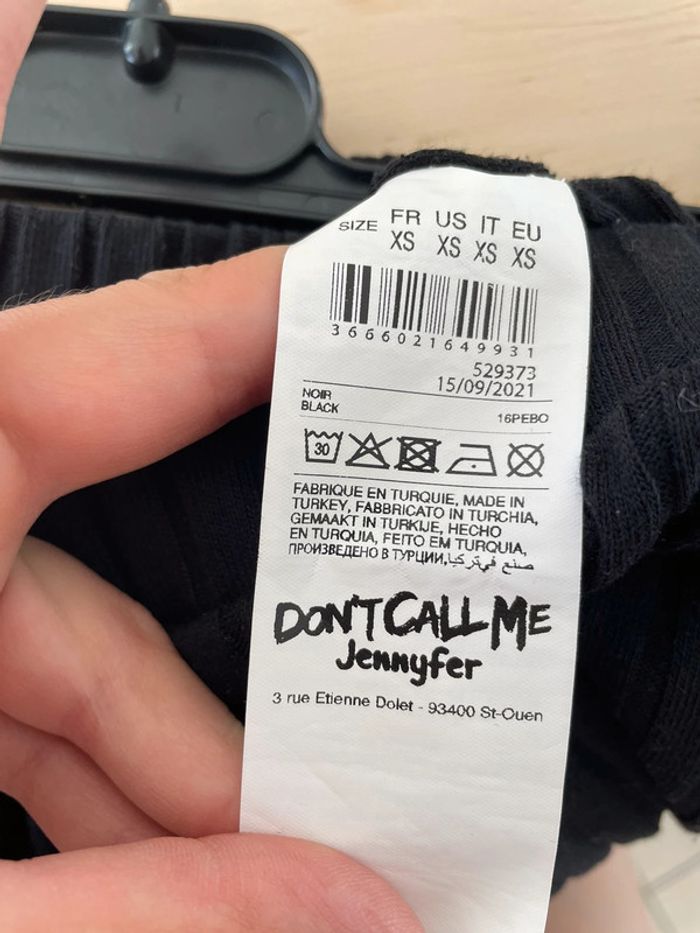 SIZE FR US IT EU
XS XS XS XS
3666021649931
529373
15/09/2021
NOIR
BLACK
16PEBO
30
FABRIQUE EN TURQUIE, MADE IN
TURKEY, FABBRICATO IN TURCHIA,
GEMAAKT IN TURKIJE, HECHO
EN TURQUIA, FEITO EM TURQUIA,
ПРОИЗВЕДЕНО В ТУРЦИИ, صنع في تركيا
DON'T CALL ME
Jennyfer
3 rue Etienne Dolet - 93400 St-Ouen